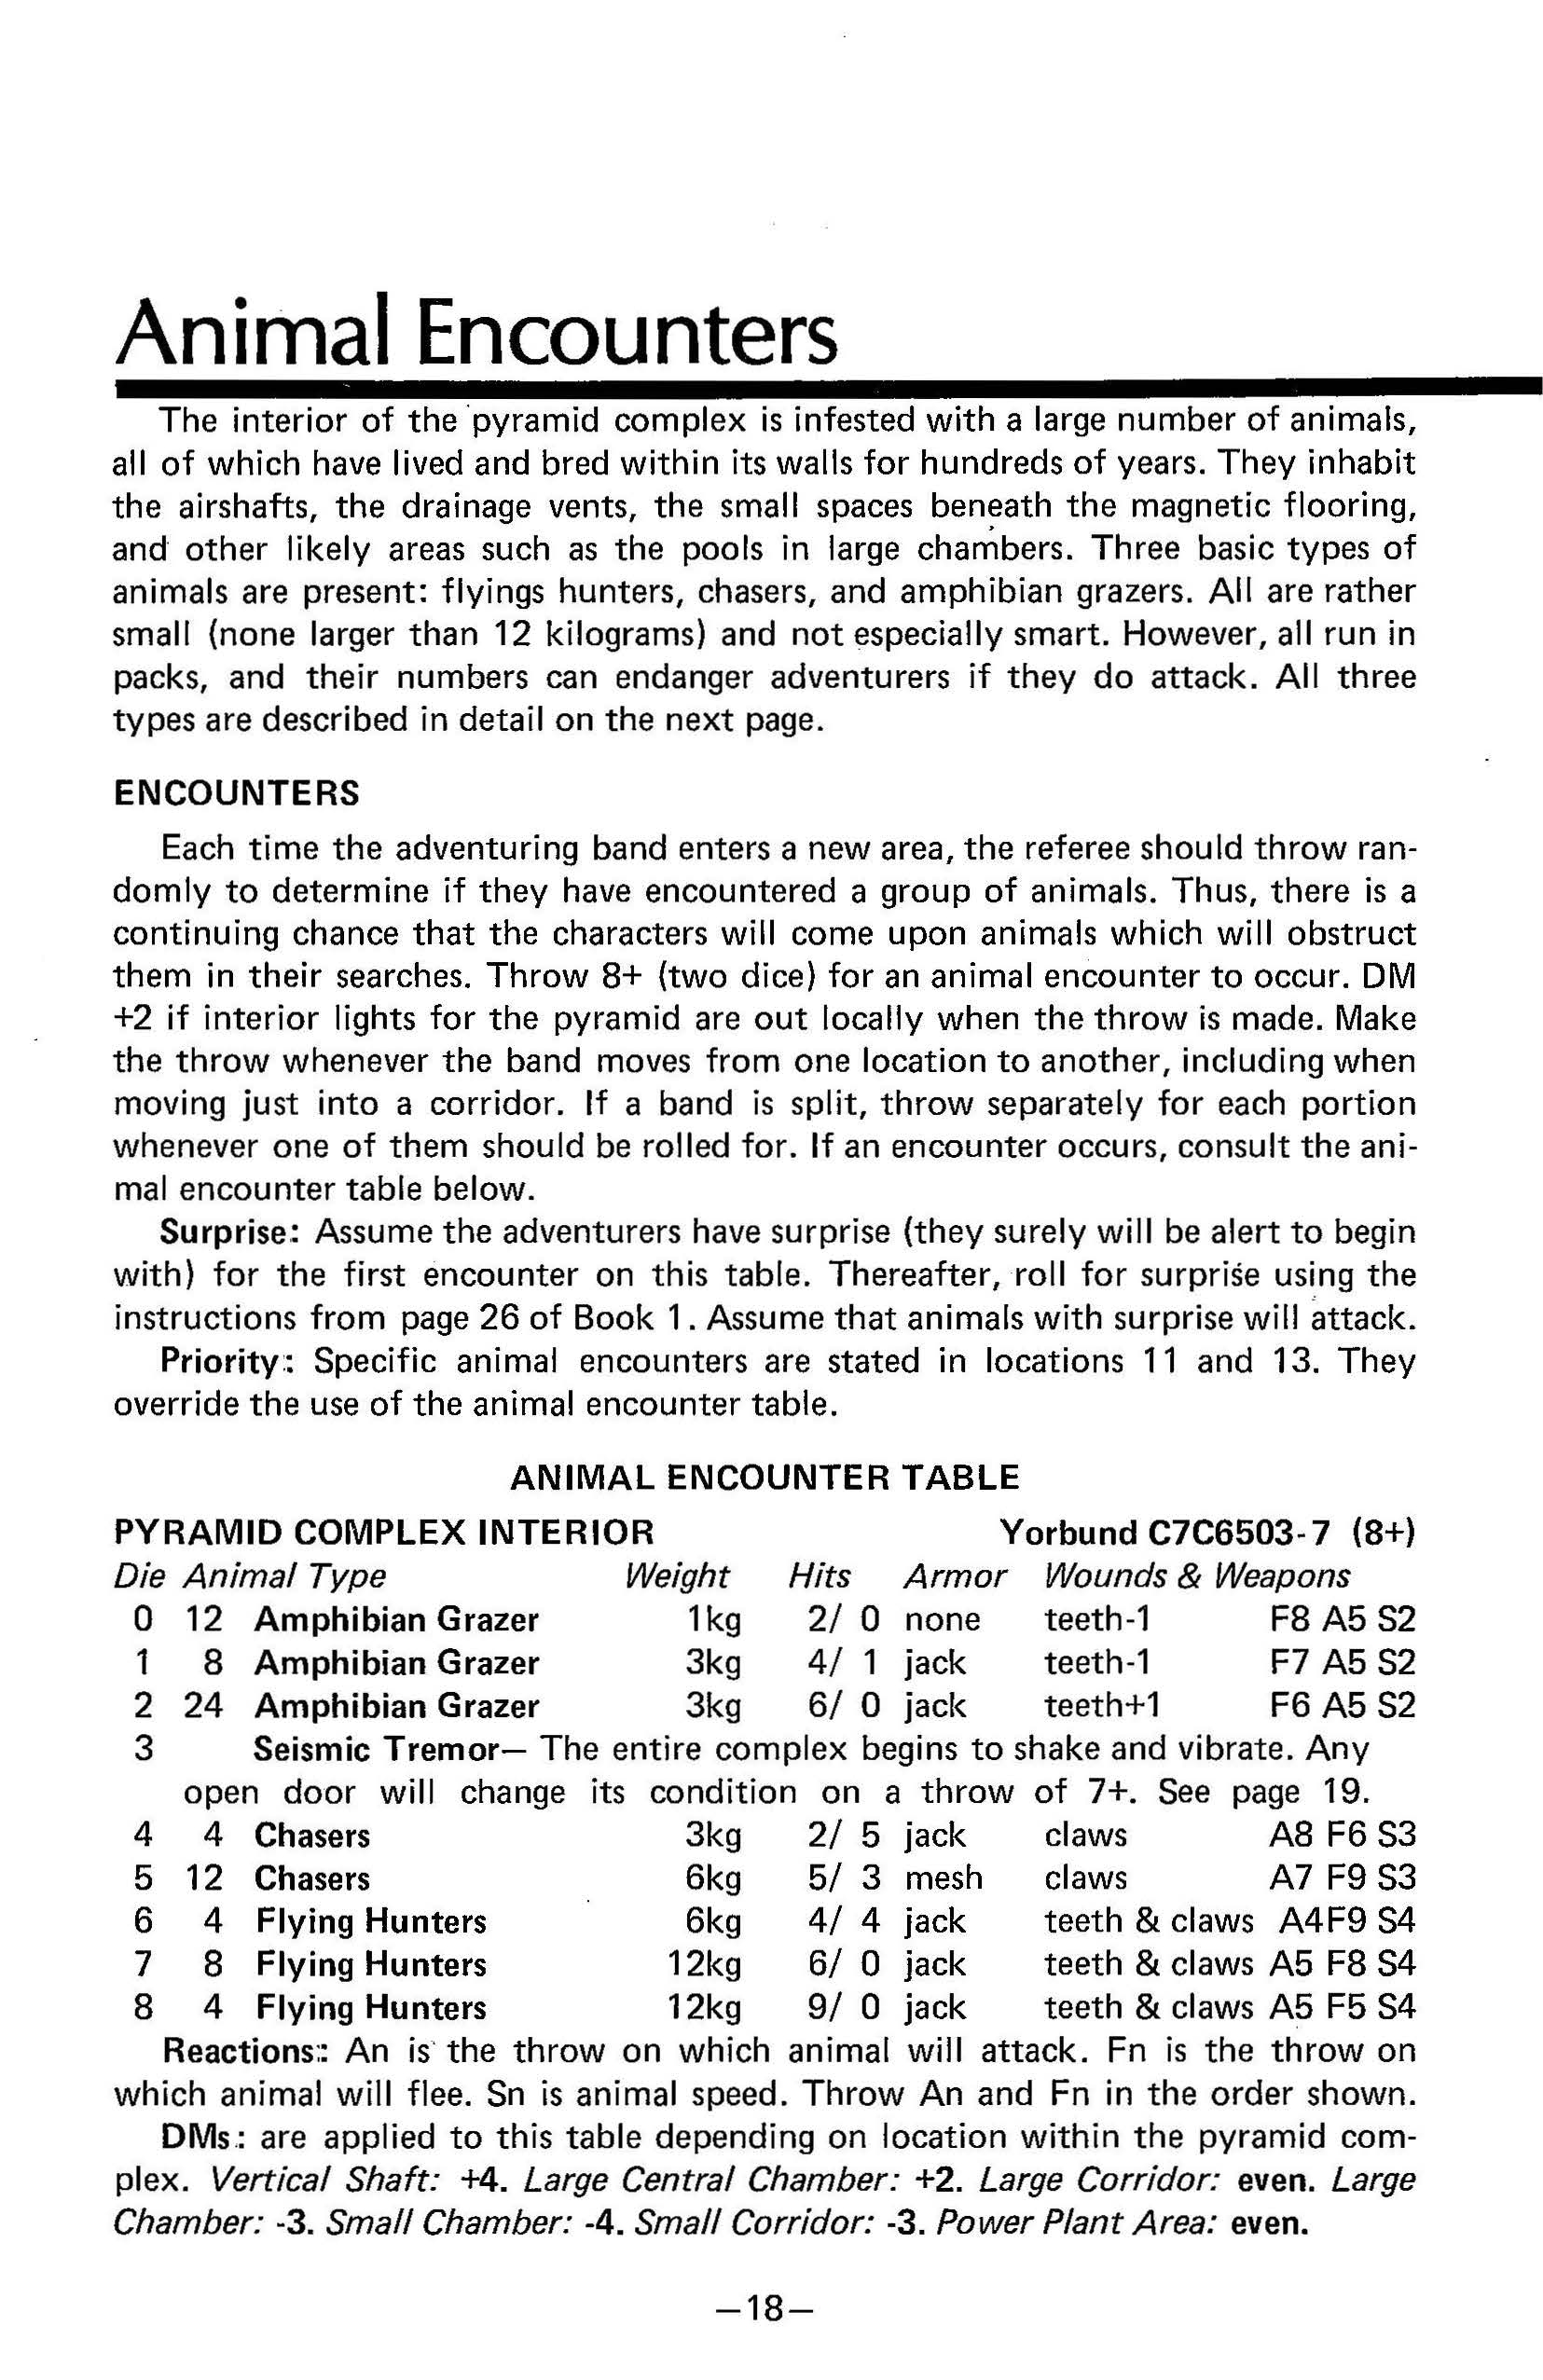 Animal Encounters
The interior of the pyramid complex is infested with a large number of animals,
all of which have lived and bred within its walls for hundreds of years. They inhabit
the airshafts, the drainage vents, the small spaces beneath the magnetic flooring,
and other likely areas such as the pools in large chambers. Three basic types of
animals are present: flyings hunters, chasers, and amphibian grazers. All are rather
small (none larger than 12 kilograms) and not especially smart. However, all run in
packs, and their numbers can endanger adventurers if they do attack. All three
types are described in detail on the next page.
ENCOUNTERS
Each time the adventuring band enters a new area, the referee should throw ran-
domly to determine if they have encountered a group of animals. Thus, there is a
continuing chance that the characters will come upon animals which will obstruct
them in their searches. Throw 8+ (two dice) for an animal encounter to occur. DM
+2 if interior lights for the pyramid are out locally when the throw is made. Make
the throw whenever the band moves from one location to another, including when
moving just into a corridor. If a band is split, throw separately for each portion
whenever one of them should be rolled for. If an encounter occurs, consult the ani-
mal encounter table below.
Surprise: Assume the adventurers have surprise (they surely will be alert to begin
with) for the first encounter on this table. Thereafter, roll for surprise using the
instructions from page 26 of Book 1. Assume that animals with surprise will attack.
Priority: Specific animal encounters are stated in locations 11 and 13. They
override the use of the animal encounter table.
ANIMAL ENCOUNTER TABLE
PYRAMID COMPLEX INTERIOR Yorbund C7C6503-7 (8+)
Die Animal Type Weight Hits Armor Wounds & Weapons
0 12 Amphibian Grazer 1kg 2/ 0 none teeth-1 F8 A5 S2
1 8 Amphibian Grazer 3kg 4/ 1 jack teeth-1 F7 A5 S2
2 24 Amphibian Grazer 3kg 6/ 0 jack teeth+1 F6 A5 S2
3 Seismic Tremor— The entire complex begins to shake and vibrate. Any
open door will change its condition on a throw of 7+. See page 19.
4 4 Chasers 3kg 2/ 5 jack claws A8 F6 S3
5 12 Chasers 6kg 5/ 3 mesh claws A7 F9 S3
6 4 Flying Hunters 6kg 4/ 4 jack teeth & claws A4F9 S4
7 8 Flying Hunters 12kg 6/ 0 jack teeth & claws A5 F8 S4
8 4 Flying Hunters 12kg 9/ 0 jack teeth & claws A5 F5 S4
Reactions: An is the throw on which animal will attack. Fn is the throw on
which animal will flee. Sn is animal speed. Throw An and Fn in the order shown.
DMs: are applied to this table depending on location within the pyramid com-
plex. Vertical Shaft: +4. Large Central Chamber: +2. Large Corridor: even. Large
Chamber: -3. Small Chamber: -4. Small Corridor: -3. Power Plant Area: even.
—18—